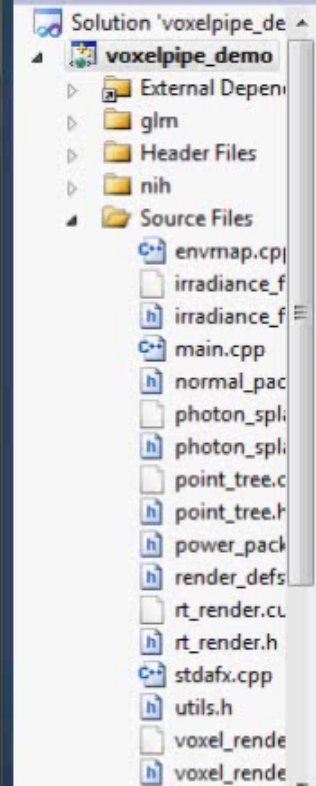 Solution 'voxelpipe_de
voxelpipe_demo
External Depen
glm
Header Files
nih
Source Files
envmap.cp
irradiance_f
irradiance_f
main.cpp
normal_pac
photon_spl
photon_spl
point_tree.c
point_tree.h
power_pack
render_defs
rt_render.cu
rt_render.h
stdafx.cpp
utils.h
voxel_rende
voxel_rende